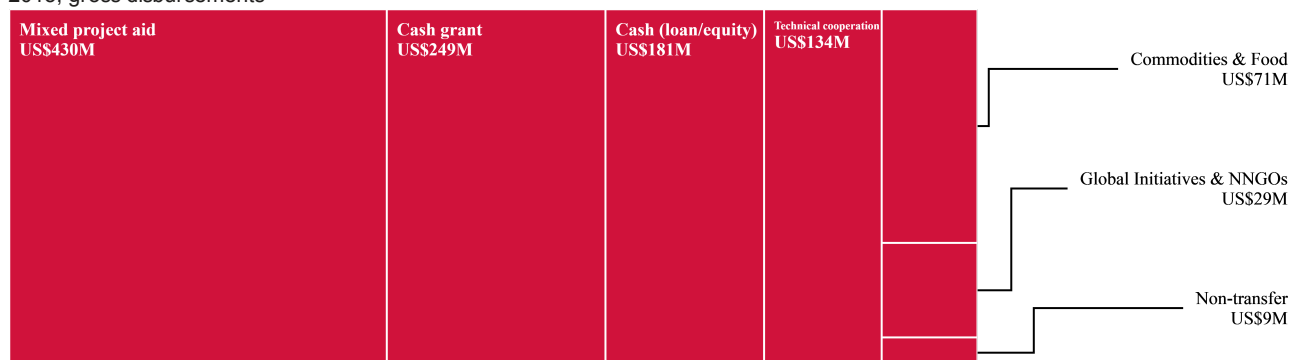 Mixed project aid
US$430M
Cash grant
US$249M
Cash (loan/equity)
US$181M
Technical cooperation
US$134M
Commodities & Food
US$71M
Global Initiatives & NNGOs
US$29M
Non-transfer
US$9M